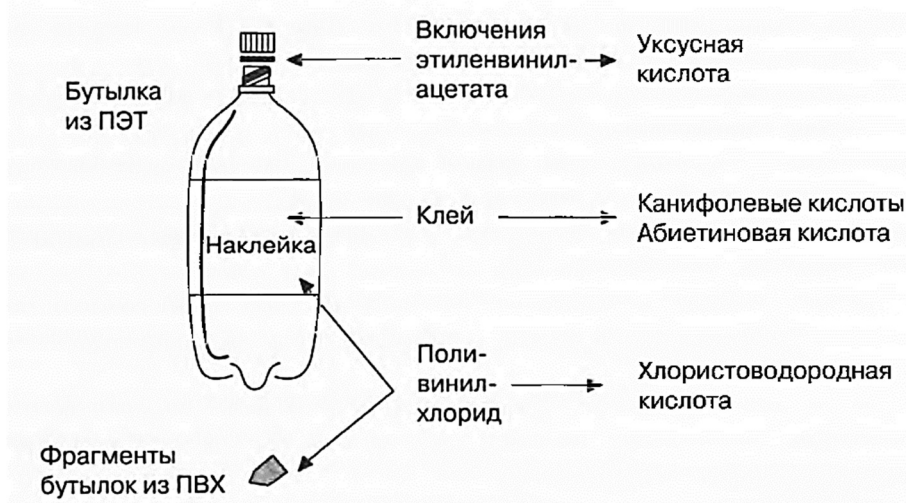 Включения
этиленвинил-
ацетата
Уксусная
кислота
Бутылка
из ПЭТ
Клей
Канифолевые кислоты
Абиетиновая кислота
Наклейка
Поли-
винил-
хлорид
Хлористоводородная
кислота
Фрагменты
бутылок из ПВХ